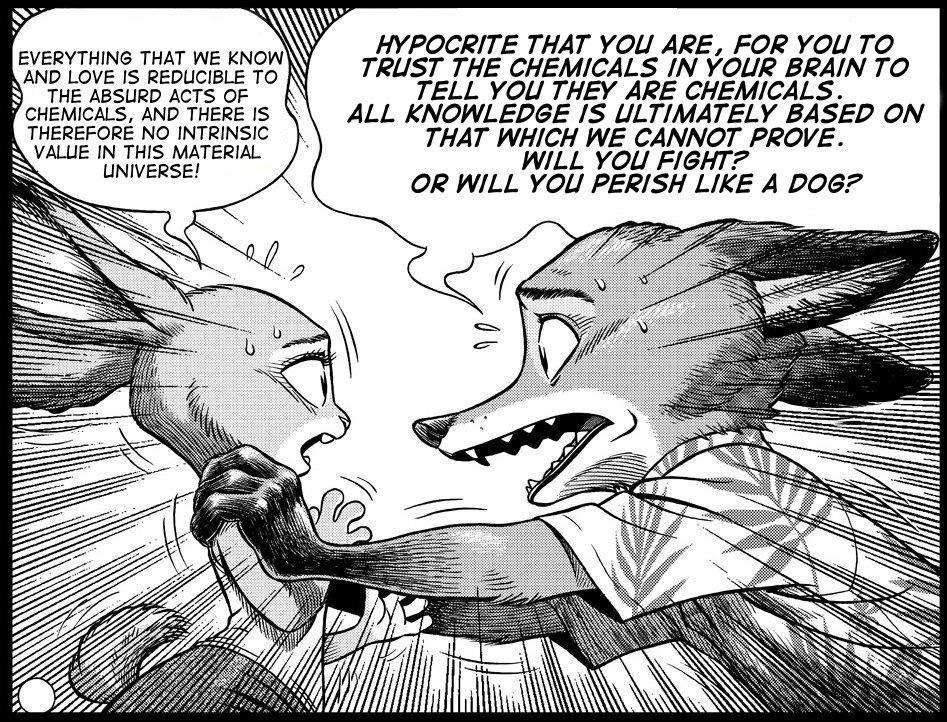 EVERYTHING THAT WE KNOW
AND LOVE IS REDUCIBLE TO
THE ABSURD ACTS OF
CHEMICALS, AND THERE IS
THEREFORE NO INTRINSIC
VALUE IN THIS MATERIAL
UNIVERSE!
HYPOCRITE THAT YOU ARE, FOR YOU TO
TRUST THE CHEMICALS IN YOUR BRAIN TO
TELL YOU THEY ARE CHEMICALS.
ALL KNOWLEDGE IS ULTIMATELY BASED ON
THAT WHICH WE CANNOT PROVE.
WILL YOU FIGHT?
OR WILL YOU PERISH LIKE A DOG?